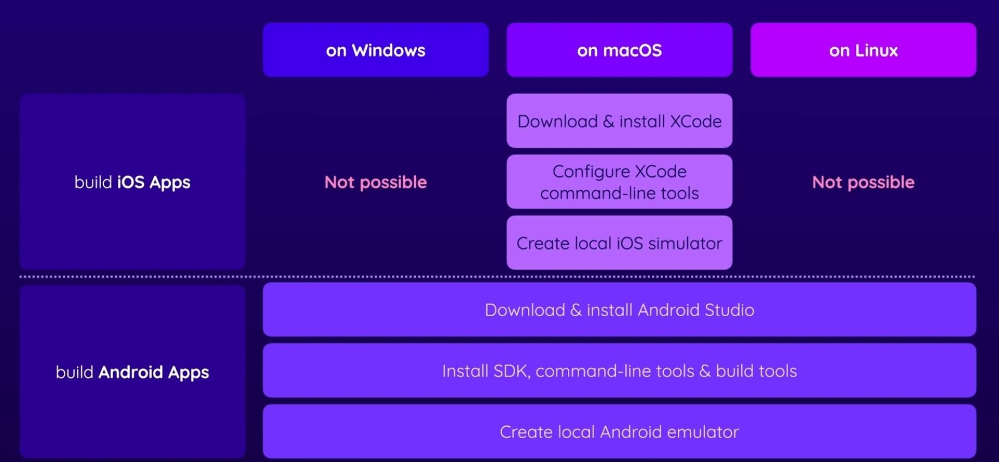 on Windows
on macOS
on Linux
build iOS Apps
Not possible
Download & install XCode
Configure XCode
command-line tools
Create local iOS simulator
Not possible
build Android Apps
Download & install Android Studio
Install SDK, command-line tools & build tools
Create local Android emulator